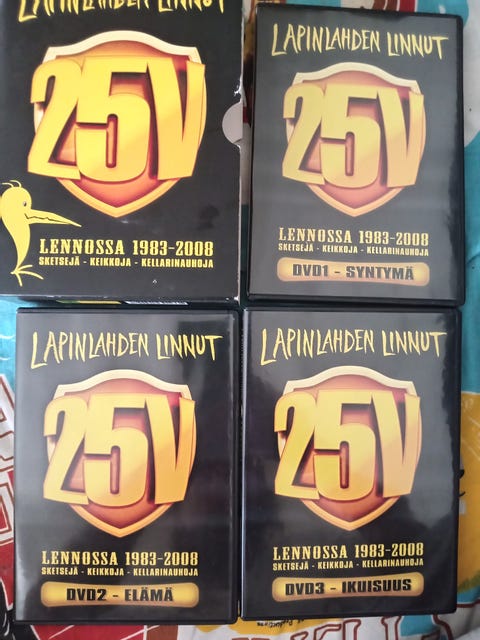 LAPINLAHDEN LINNUT
25V
LENNOSSA 1983-2008
SKETSEJÄ - KEIKKOJA - KELLARINAUHOJA
LAPINLAHDEN LINNUT
25V
LENNOSSA 1983-2008
SKETSEJÄ - KEIKKOJA - KELLARINAUHOJA
DVD1 - SYNTYMÄ
LAPINLAHDEN LINNUT
25V
LENNOSSA 1983-2008
SKETSEJÄ - KEIKKOJA - KELLARINAUHOJA
DVD2 - ELÄMÄ
LAPINLAHDEN LINNUT
25V
LENNOSSA 1983-2008
SKETSEJÄ - KEIKKOJA - KELLARINAUHOJA
DVD3 - IKUISUUS